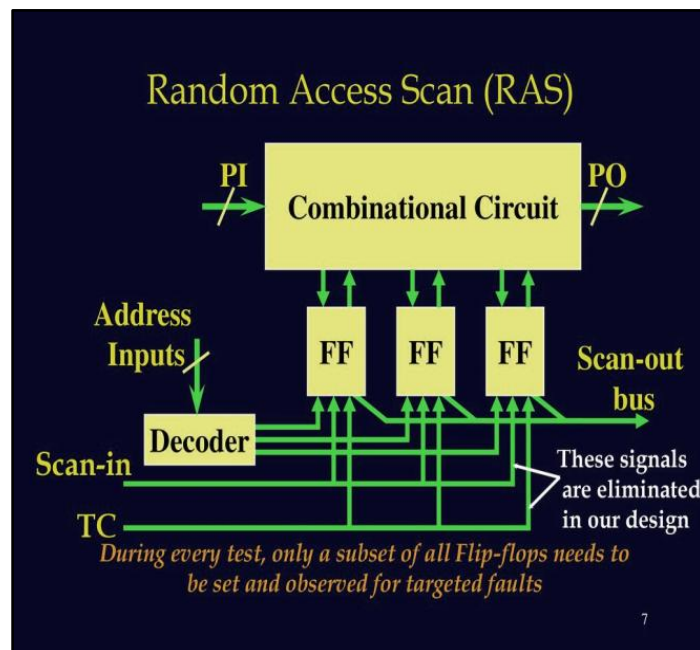 Random Access Scan (RAS)
PI
PO
Combinational Circuit
Address
Inputs
FF
FF
FF
Scan-out
bus
Decoder
Scan-in
These signals
are eliminated
in our design
TC
During every test, only a subset of all Flip-flops needs to
be set and observed for targeted faults
7